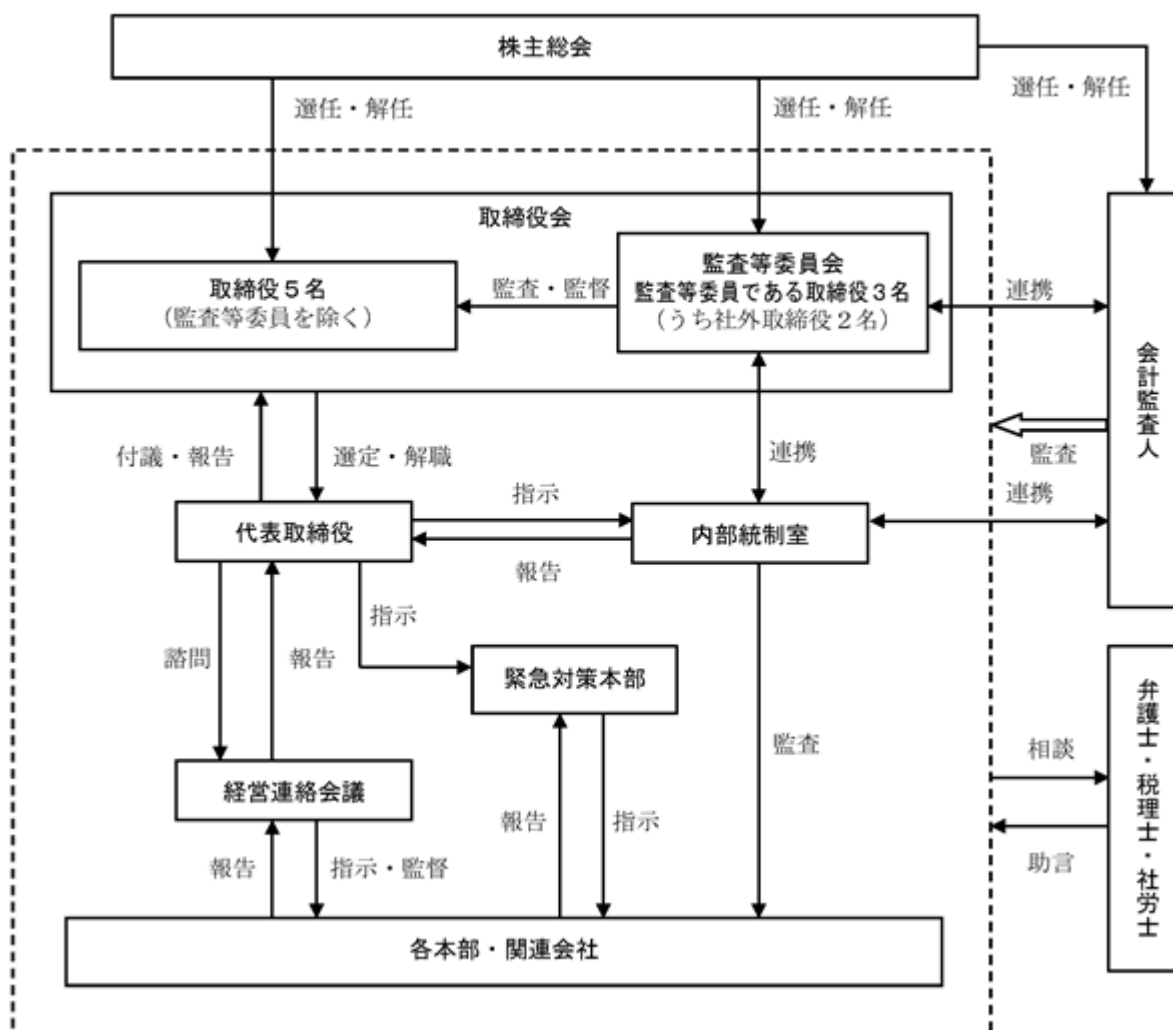 株主総会
選任・解任
選任・解任
選任・解任
取締役会
取締役５名
（監査等委員を除く）
監査・監督
監査等委員会
監査等委員である取締役３名
（うち社外取締役２名）
連携
会計監査人
監査
連携
付議・報告
選定・解職
連携
代表取締役
指示
報告
内部統制室
諮問
報告
指示
緊急対策本部
監査
経営連絡会議
報告
指示
報告
指示・監督
各本部・関連会社
相談
助言
弁護士・税理士・社労士